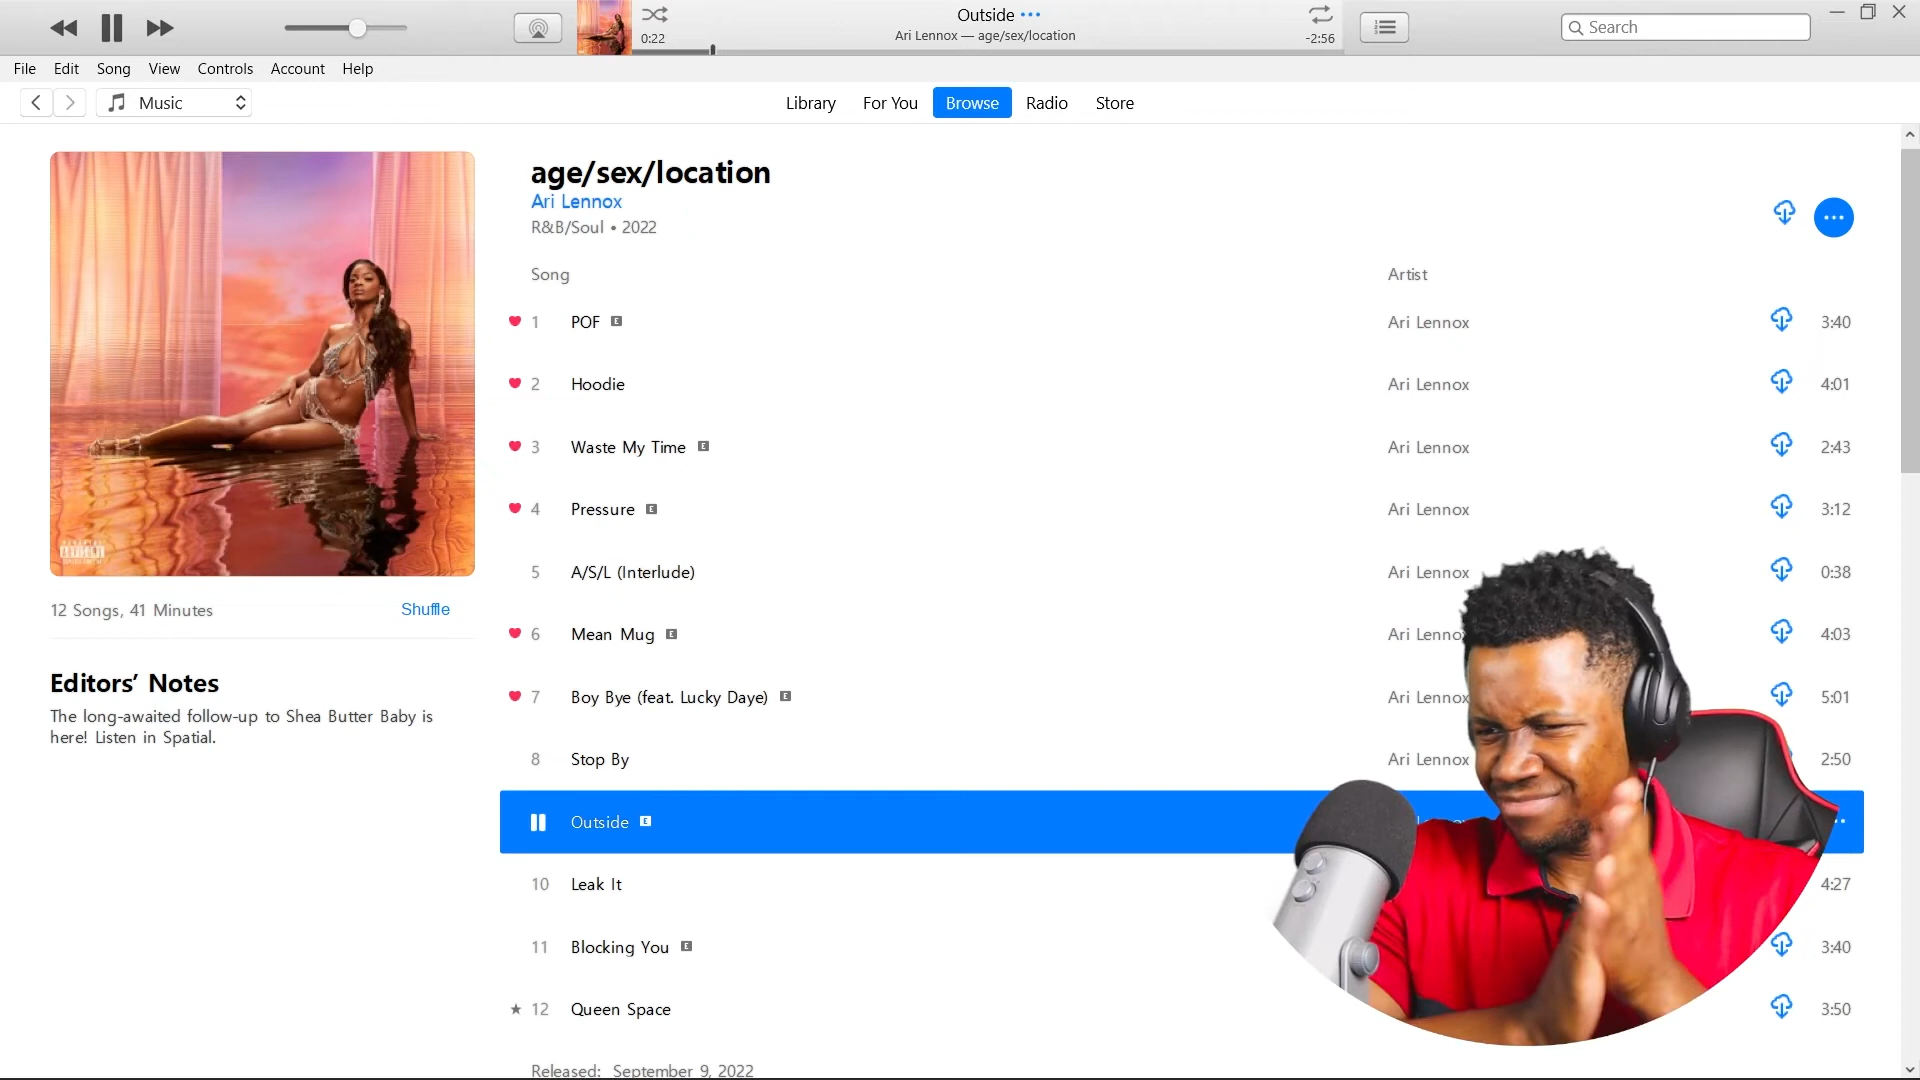 Outside •••
0:22
Ari Lennox — age/sex/location
-2:56
Search
File Edit Song View Controls Account Help
Music
Library For You Browse Radio Store
age/sex/location
Ari Lennox
R&B/Soul • 2022
Song Artist
1 POF E Ari Lennox 3:40
2 Hoodie Ari Lennox 4:01
3 Waste My Time E Ari Lennox 2:43
4 Pressure E Ari Lennox 3:12
5 A/S/L (Interlude) Ari Lennox 0:38
6 Mean Mug E Ari Lenno 4:03
7 Boy Bye (feat. Lucky Daye) E Ari Lennox 5:01
8 Stop By Ari Lennox 2:50
Outside E
10 Leak It 4:27
11 Blocking You E 3:40
12 Queen Space 3:50
Released: September 9, 2022
12 Songs, 41 Minutes Shuffle
Editors’ Notes
The long-awaited follow-up to Shea Butter Baby is
here! Listen in Spatial.